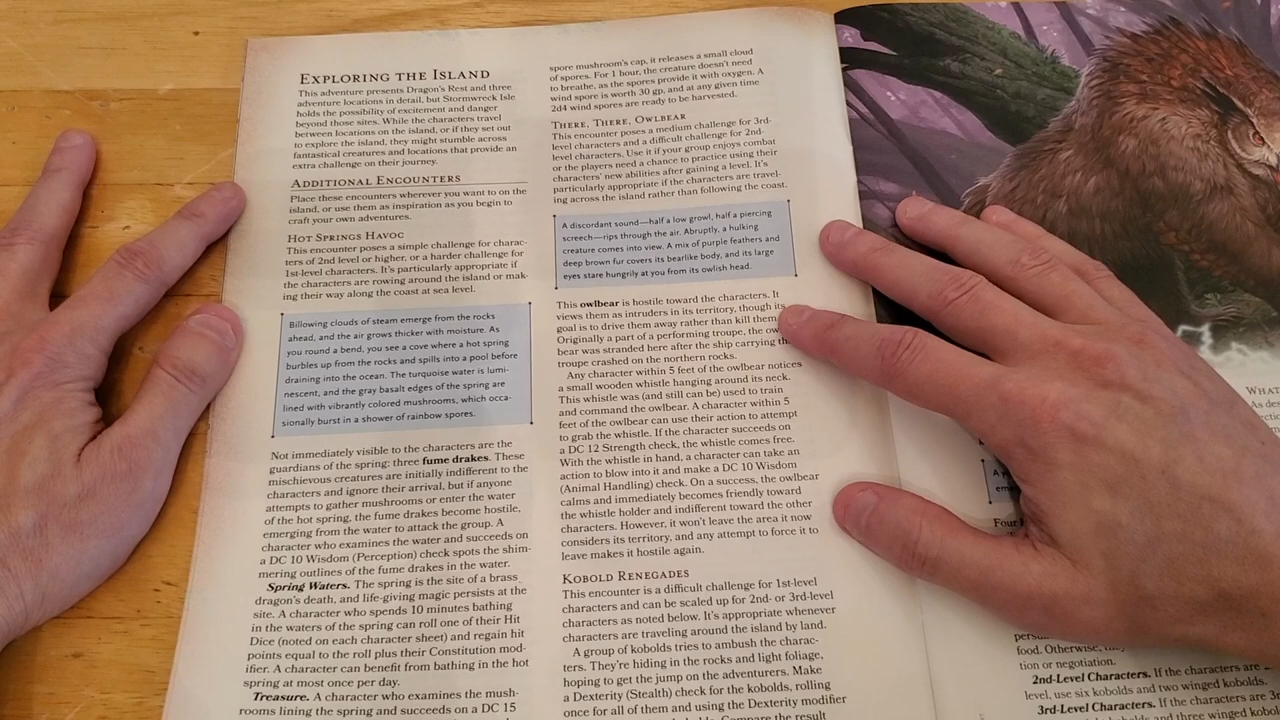 EXPLORING THE ISLAND
This adventure presents Dragon's Rest and three
adventure locations in detail, but Stormwreck Isle
holds the possibility of excitement and danger
beyond those sites. While the characters travel
between locations on the island, or if they set out
to explore the island, they might stumble across
fantastical creatures and locations that provide an
extra challenge on their journey.
ADDITIONAL ENCOUNTERS
Place these encounters wherever you want to on the
island, or use them as inspiration as you begin to
craft your own adventures.
HOT SPRINGS HAVOC
This encounter poses a simple challenge for charac-
ters of 2nd level or higher, or a harder challenge for
1st-level characters. It's particularly appropriate if
the characters are rowing around the island or mak-
ing their way along the coast at sea level.
Billowing clouds of steam emerge from the rocks
ahead, and the air grows thicker with moisture. As
you round a bend, you see a cove where a hot spring
burbles up from the rocks and spills into a pool before
draining into the ocean. The turquoise water is lumi-
nescent, and the gray basalt edges of the spring are
lined with vibrantly colored mushrooms, which occa-
sionally burst in a shower of rainbow spores.
Not immediately visible to the characters are the
guardians of the spring: three fume drakes. These
mischievous creatures are initially indifferent to the
characters and ignore their arrival, but if anyone
attempts to gather mushrooms or enter the water
of the hot spring, the fume drakes become hostile,
emerging from the water to attack the group. A
character who examines the water and succeeds on
a DC 10 Wisdom (Perception) check spots the shim-
mering outlines of the fume drakes in the water.
Spring Waters. The spring is the site of a brass
dragon's death, and life-giving magic persists at the
site. A character who spends 10 minutes bathing
in the waters of the spring can roll one of their Hit
Dice (noted on each character sheet) and regain hit
points equal to the roll plus their Constitution mod-
ifier. A character can benefit from bathing in the hot
spring at most once per day.
Treasure. A character who examines the mush-
rooms lining the spring and succeeds on a DC 15
spore mushroom's cap, it releases a small cloud
of spores. For 1 hour, the creature doesn't need
to breathe, as the spores provide it with oxygen. A
wind spore is worth 30 gp, and at any given time
2d4 wind spores are ready to be harvested.
THERE, THERE, OWLBEAR
This encounter poses a medium challenge for 3rd-
level characters and a difficult challenge for 2nd-
level characters. Use it if your group enjoys combat
or the players need a chance to practice using their
characters' new abilities after gaining a level. It's
particularly appropriate if the characters are travel-
ing across the island rather than following the coast.
A discordant sound—half a low growl, half a piercing
screech—rips through the air. Abruptly, a hulking
creature comes into view. A mix of purple feathers and
deep brown fur covers its bearlike body, and its large
eyes stare hungrily at you from its owlish head.
This owlbear is hostile toward the characters. It
views them as intruders in its territory, though its
goal is to drive them away rather than kill them.
Originally a part of a performing troupe, the ow
bear was stranded here after the ship carrying th
troupe crashed on the northern rocks.
Any character within 5 feet of the owlbear notices
a small wooden whistle hanging around its neck.
This whistle was (and still can be) used to train
and command the owlbear. A character within 5
feet of the owlbear can use their action to attempt
to grab the whistle. If the character succeeds on
a DC 12 Strength check, the whistle comes free.
With the whistle in hand, a character can take an
action to blow into it and make a DC 10 Wisdom
(Animal Handling) check. On a success, the owlbear
calms and immediately becomes friendly toward
the whistle holder and indifferent toward the other
characters. However, it won't leave the area it now
considers its territory, and any attempt to force it to
leave makes it hostile again.
KOBOLD RENEGADES
This encounter is a difficult challenge for 1st-level
characters and can be scaled up for 2nd- or 3rd-level
characters as noted below. It's appropriate whenever
characters are traveling around the island by land.
A group of kobolds tries to ambush the charac-
ters. They're hiding in the rocks and light foliage,
hoping to get the jump on the adventurers. Make
a Dexterity (Stealth) check for the kobolds, rolling
once for all of them and using the Dexterity modifier
Compare the result
WHAT
As des
Four
food. Otherwise,
tion or negotiation.
2nd-Level Characters. If the characters are
level, use six kobolds and two winged kobolds.
3rd-Level Characters. If the characters are
kobolds and three winged kobol